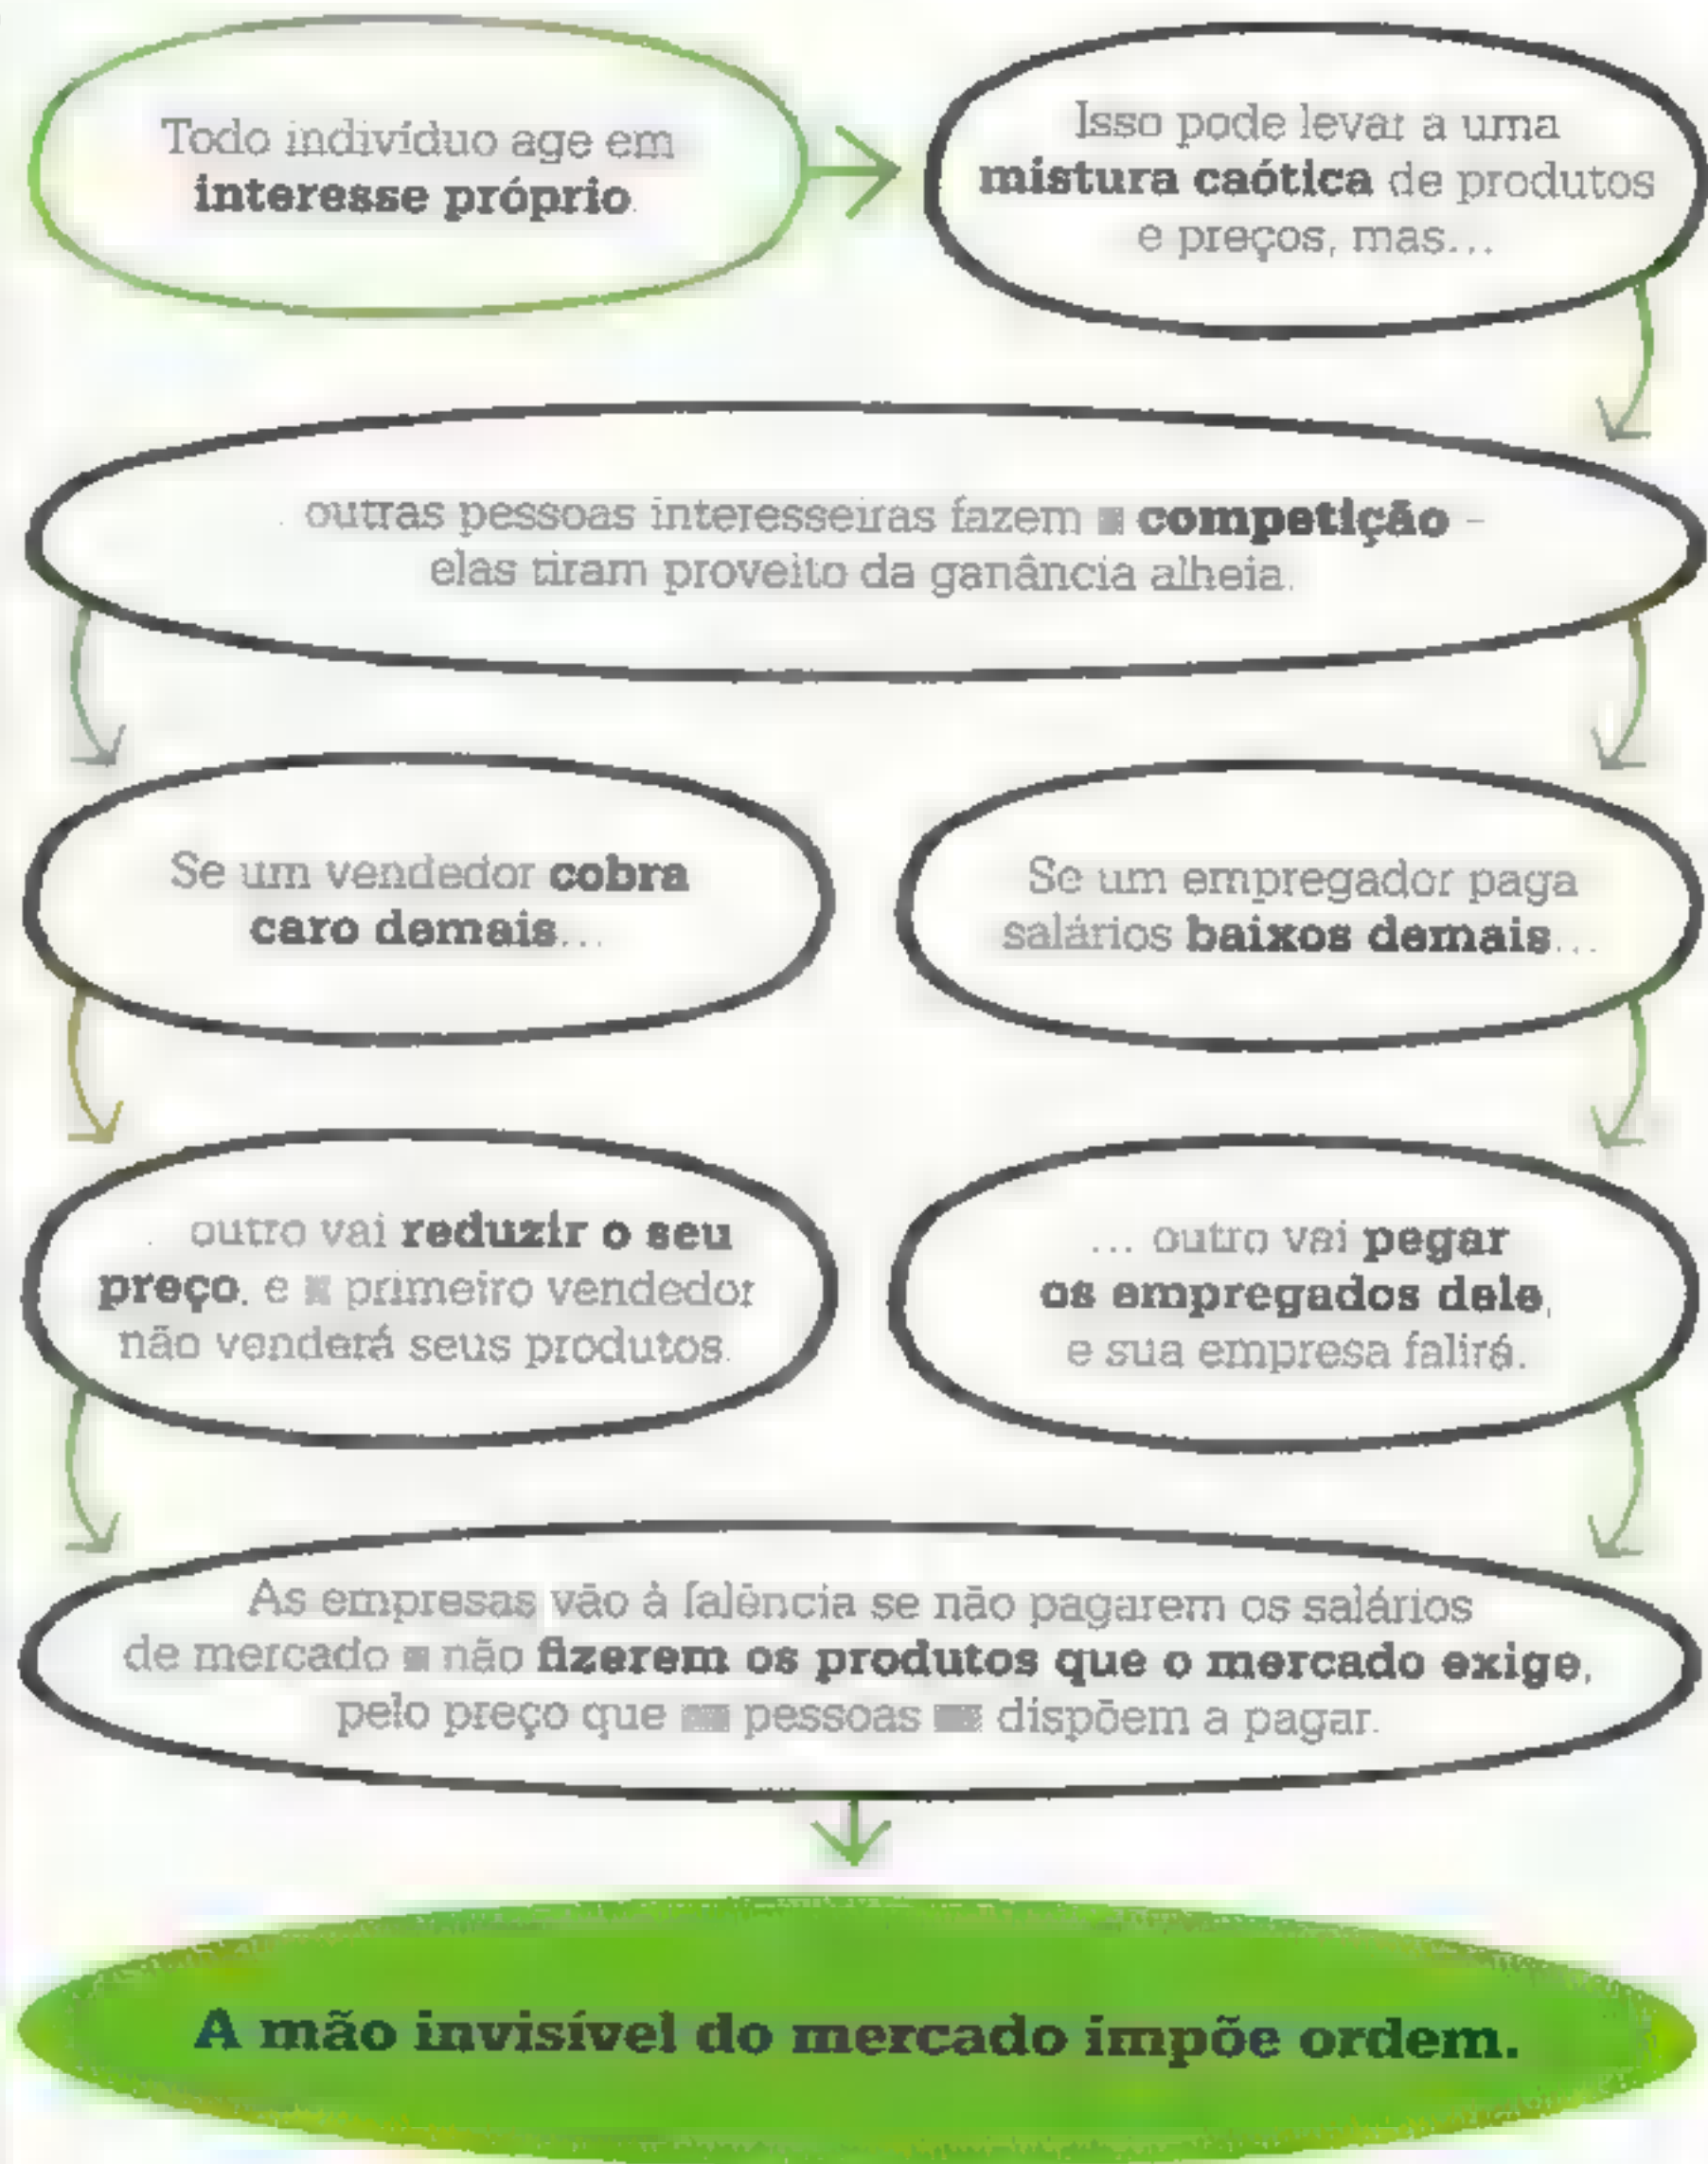 Todo indivíduo age em
interesse próprio.
Isso pode levar a uma
mistura caótica de produtos
e preços, mas...
outras pessoas interesseiras fazem competição –
elas tiram proveito da ganância alheia.
Se um vendedor cobra
caro demais...
Se um empregador paga
salários baixos demais...
outro vai reduzir o seu
preço, e primeiro vendedor
não venderá seus produtos.
... outro vai pegar
os empregados dele,
e sua empresa falirá.
As empresas vão à falência se não pagarem os salários
de mercado não fizerem os produtos que o mercado exige,
pelo preço que pessoas dispõem a pagar.
A mão invisível do mercado impõe ordem.